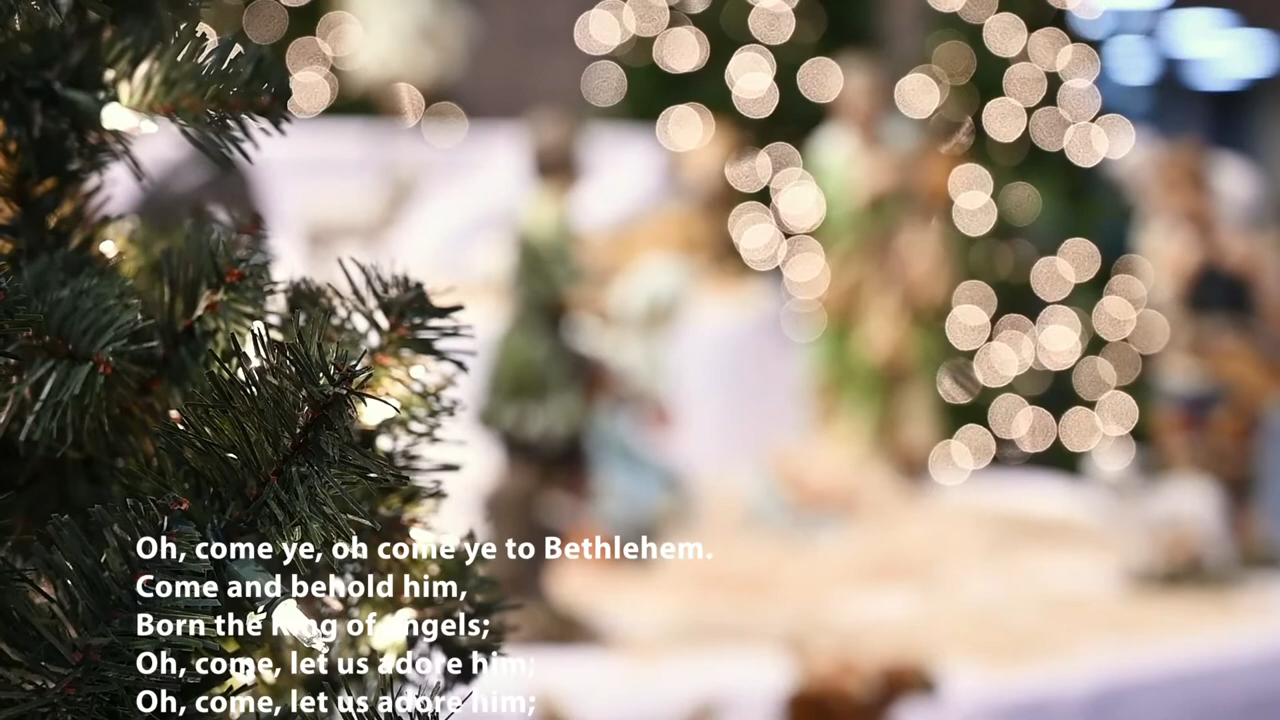 Oh, come ye, oh come ye to Bethlehem.
Come and behold him,
Born the King of angels;
Oh, come, let us adore him;
Oh, come, let us adore him;